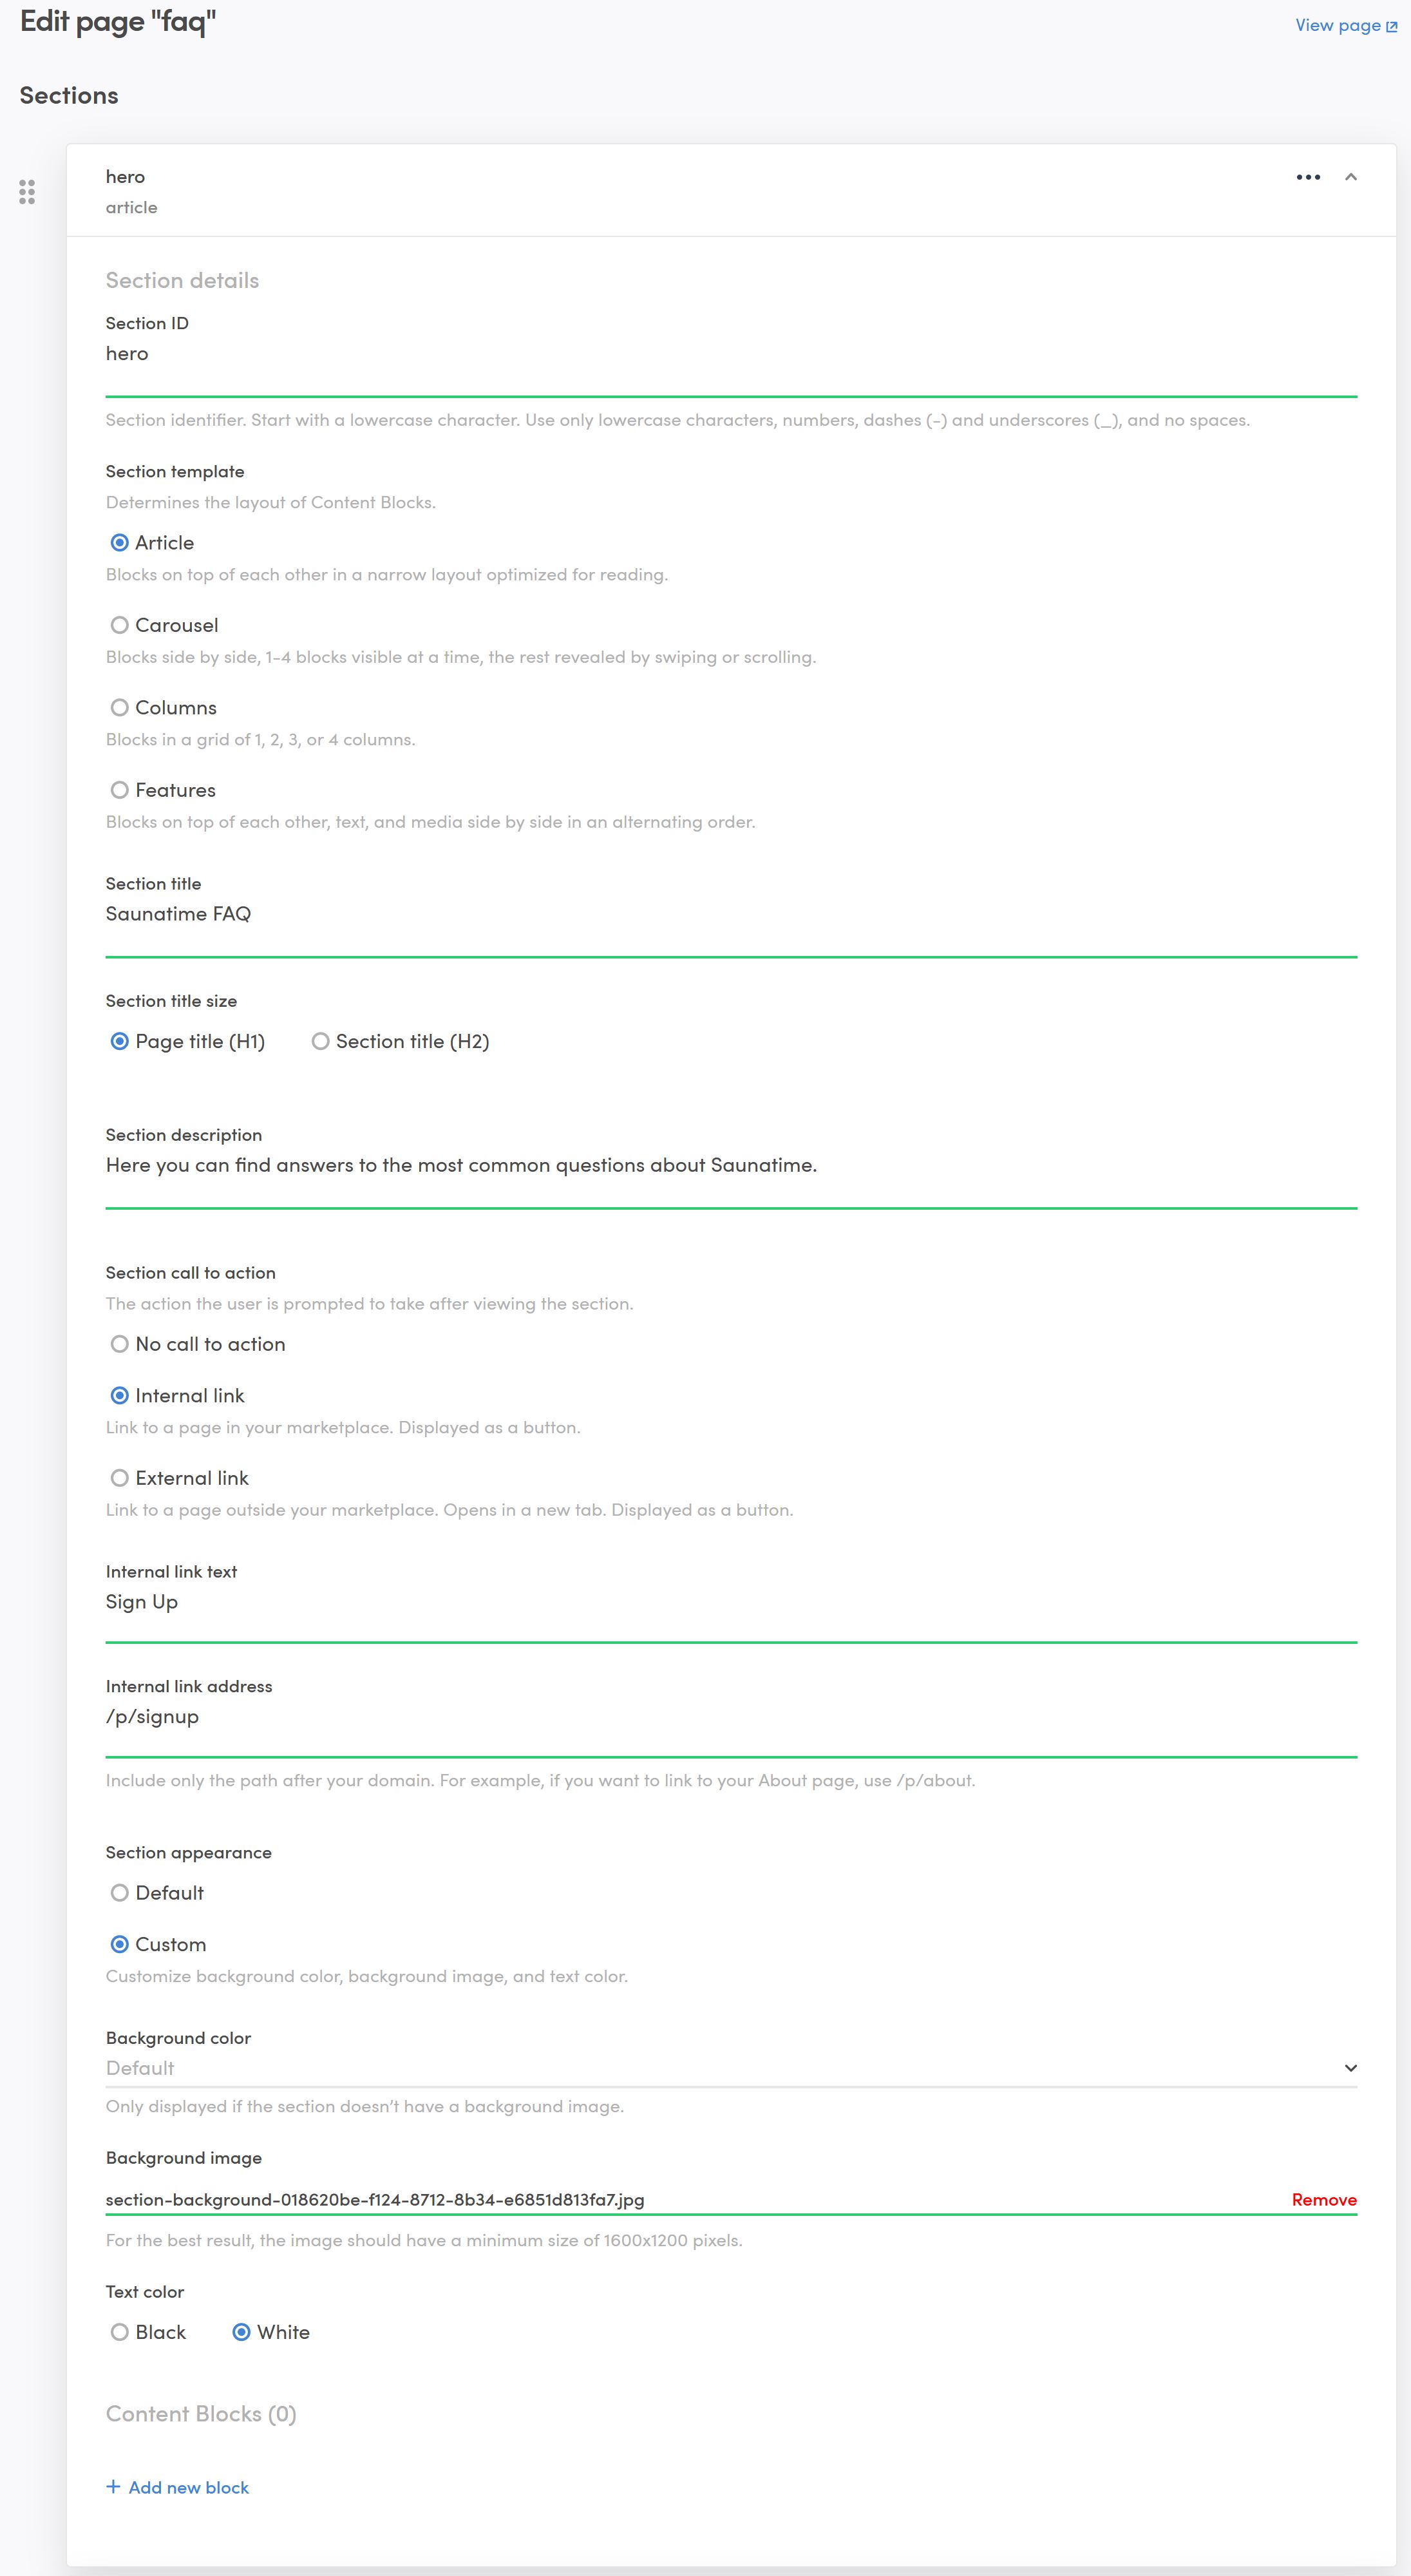 Edit page "faq"
View page
Sections
hero
article
Section details
Section ID
hero
Section identifier. Start with a lowercase character. Use only lowercase characters, numbers, dashes (-) and underscores (_), and no spaces.
Section template
Determines the layout of Content Blocks.
Article
Blocks on top of each other in a narrow layout optimized for reading.
Carousel
Blocks side by side, 1-4 blocks visible at a time, the rest revealed by swiping or scrolling.
Columns
Blocks in a grid of 1, 2, 3, or 4 columns.
Features
Blocks on top of each other, text, and media side by side in an alternating order.
Section title
Saunatime FAQ
Section title size
Page title (H1) Section title (H2)
Section description
Here you can find answers to the most common questions about Saunatime.
Section call to action
The action the user is prompted to take after viewing the section.
No call to action
Internal link
Link to a page in your marketplace. Displayed as a button.
External link
Link to a page outside your marketplace. Opens in a new tab. Displayed as a button.
Internal link text
Sign Up
Internal link address
/p/signup
Include only the path after your domain. For example, if you want to link to your About page, use /p/about.
Section appearance
Default
Custom
Customize background color, background image, and text color.
Background color
Default
Only displayed if the section doesn’t have a background image.
Background image
section-background-018620be-f124-8712-8b34-e6851d813fa7.jpg Remove
For the best result, the image should have a minimum size of 1600x1200 pixels.
Text color
Black White
Content Blocks (0)
+ Add new block